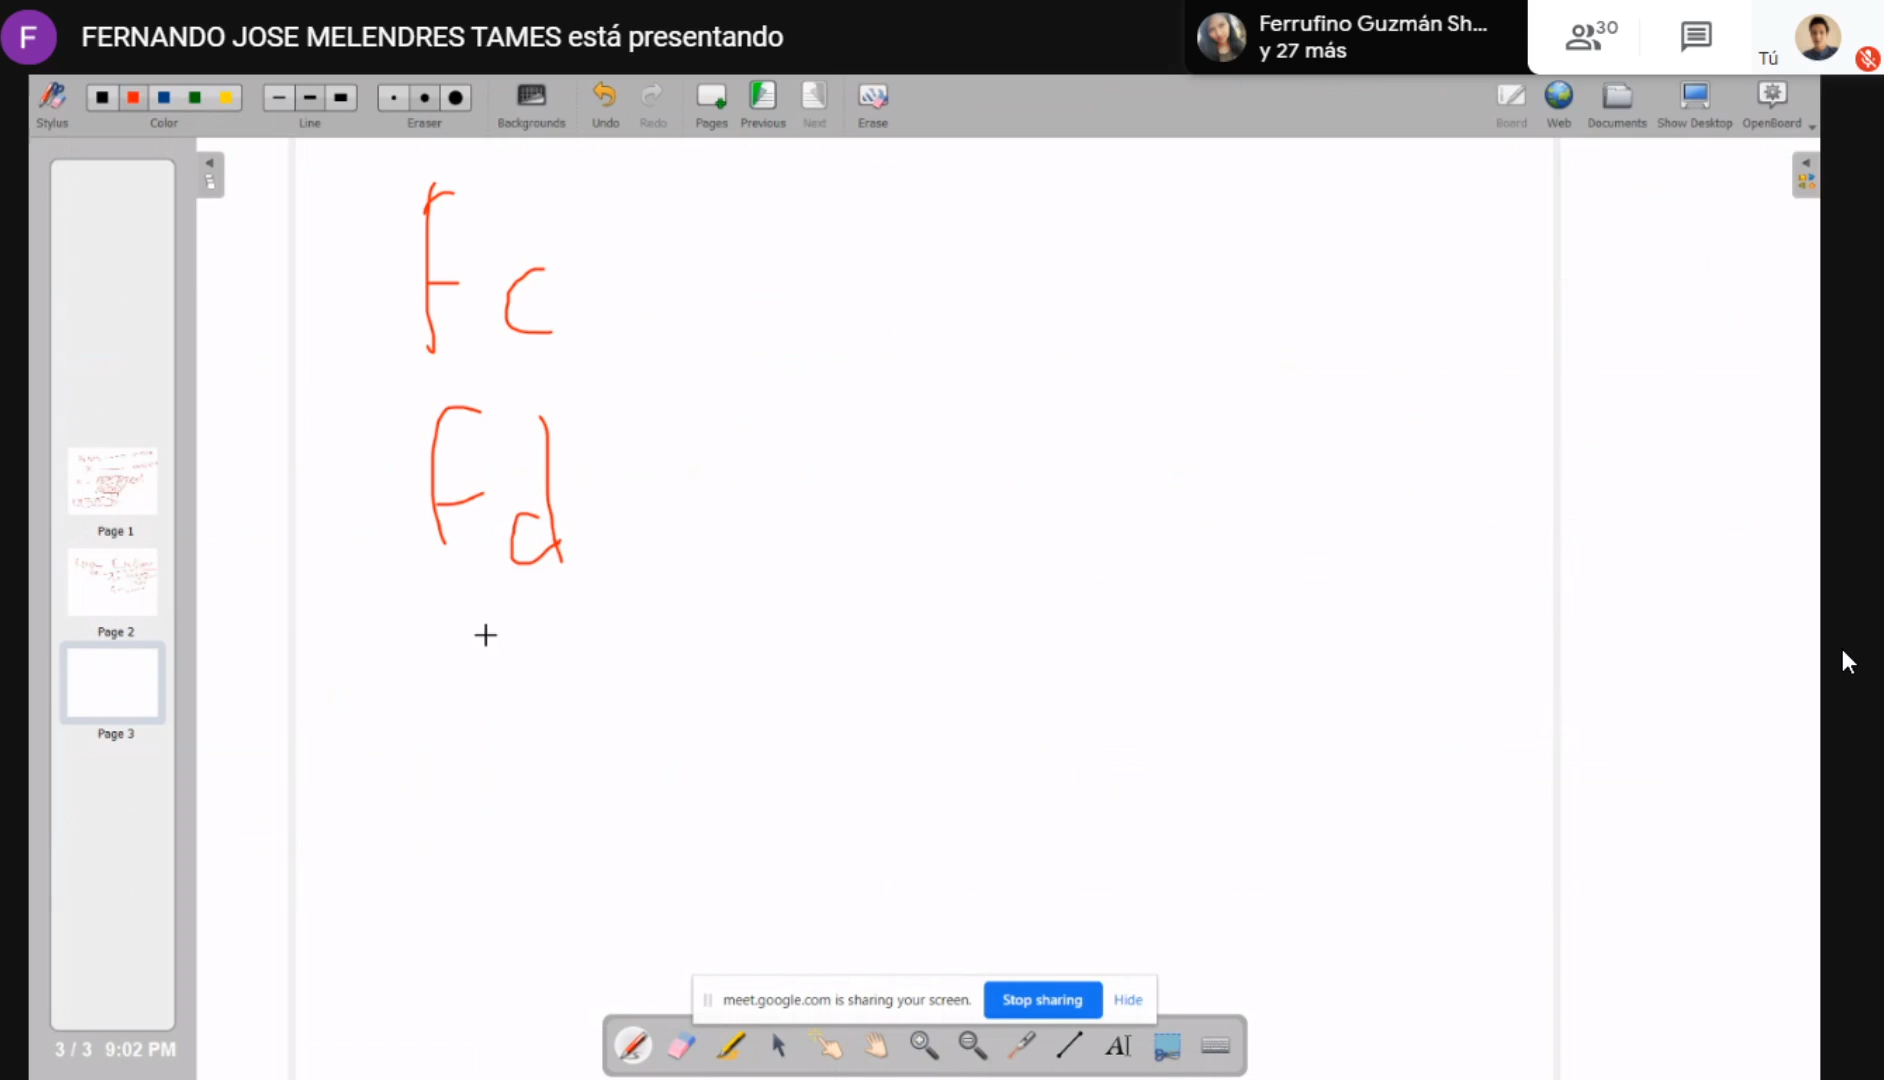 F
FERNANDO JOSE MELENDRES TAMES está presentando
Ferrufino Guzmán Sh...
y 27 más
30
Tú
Stylus
Color
Line
Eraser
Backgrounds
Undo
Redo
Pages
Previous
Next
Erase
Board
Web
Documents
Show Desktop
OpenBoard
Fc
Fd
Page 1
Page 2
Page 3
meet.google.com is sharing your screen.
Stop sharing
Hide
3 / 3 9:02 PM
AI